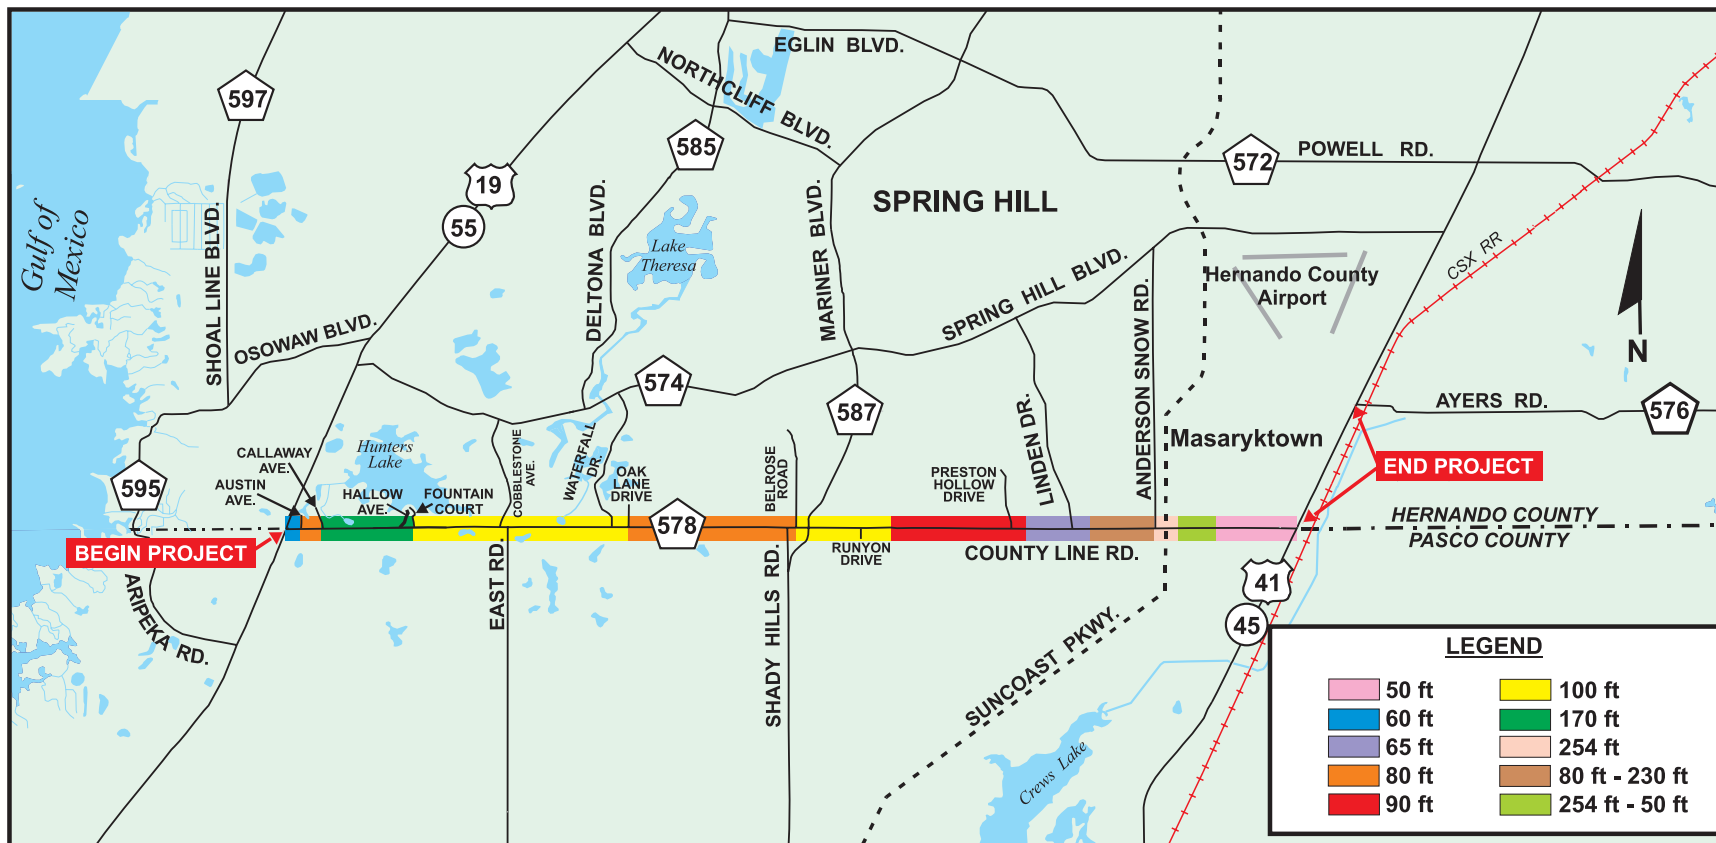 EGLIN BLVD.
NORTHCLIFF BLVD.
597
585
572
POWELL RD.
19
55
SPRING HILL
Gulf of
Mexico
SHOAL LINE BLVD.
DELTONA BLVD.
MARINER BLVD.
Lake
Theresa
SPRING HILL BLVD.
ANDERSON SNOW RD.
Hernando County
Airport
CSX RR
N
OSOWAW BLVD.
574
587
LINDEN DR.
AYERS RD.
576
Masaryktown
END PROJECT
CALLAWAY
AVE.
AUSTIN
AVE.
Hunters
Lake
HALLOW
AVE.
FOUNTAIN
COURT
COBBLESTONE
AVE.
WATERFALL
DR.
OAK
LANE
DRIVE
BELROSE
ROAD
PRESTON
HOLLOW
DRIVE
595
578
HERNANDO COUNTY
PASCO COUNTY
BEGIN PROJECT
RUNYON
DRIVE
COUNTY LINE RD.
ARIPEKA RD.
EAST RD.
SHADY HILLS RD.
SUNCOAST PKWY.
41
45
Crews Lake
LEGEND
50 ft
60 ft
65 ft
80 ft
90 ft
100 ft
170 ft
254 ft
80 ft - 230 ft
254 ft - 50 ft